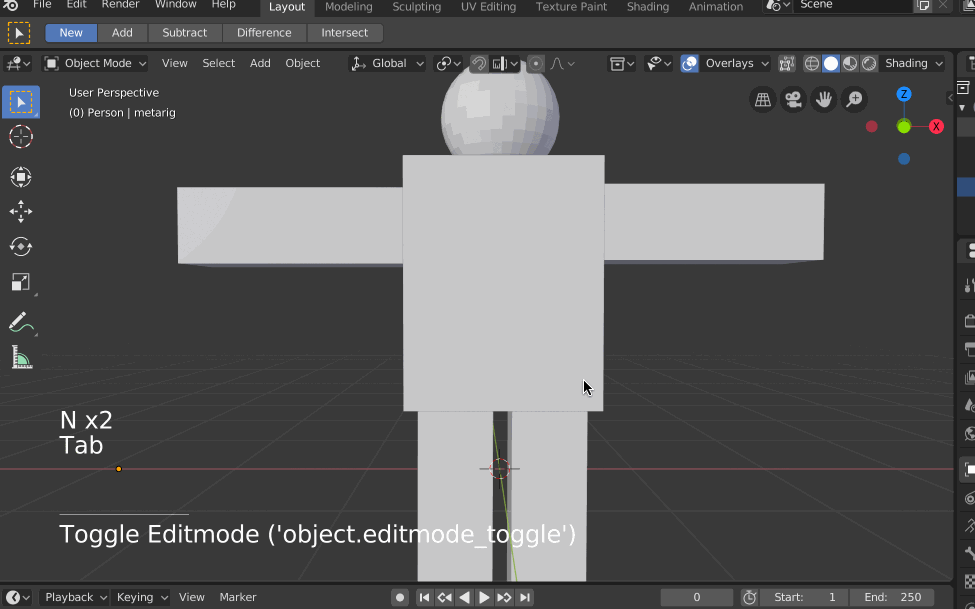 File Edit Render Window Help Layout Modeling Sculpting UV Editing Texture Paint Shading Animation Scene
New Add Subtract Difference Intersect
Object Mode View Select Add Object Global Overlays Shading
User Perspective
(0) Person | metarig
Z
X
N x2
Tab
Toggle Editmode ('object.editmode_toggle')
Playback Keying View Marker 0 Start: 1 End: 250